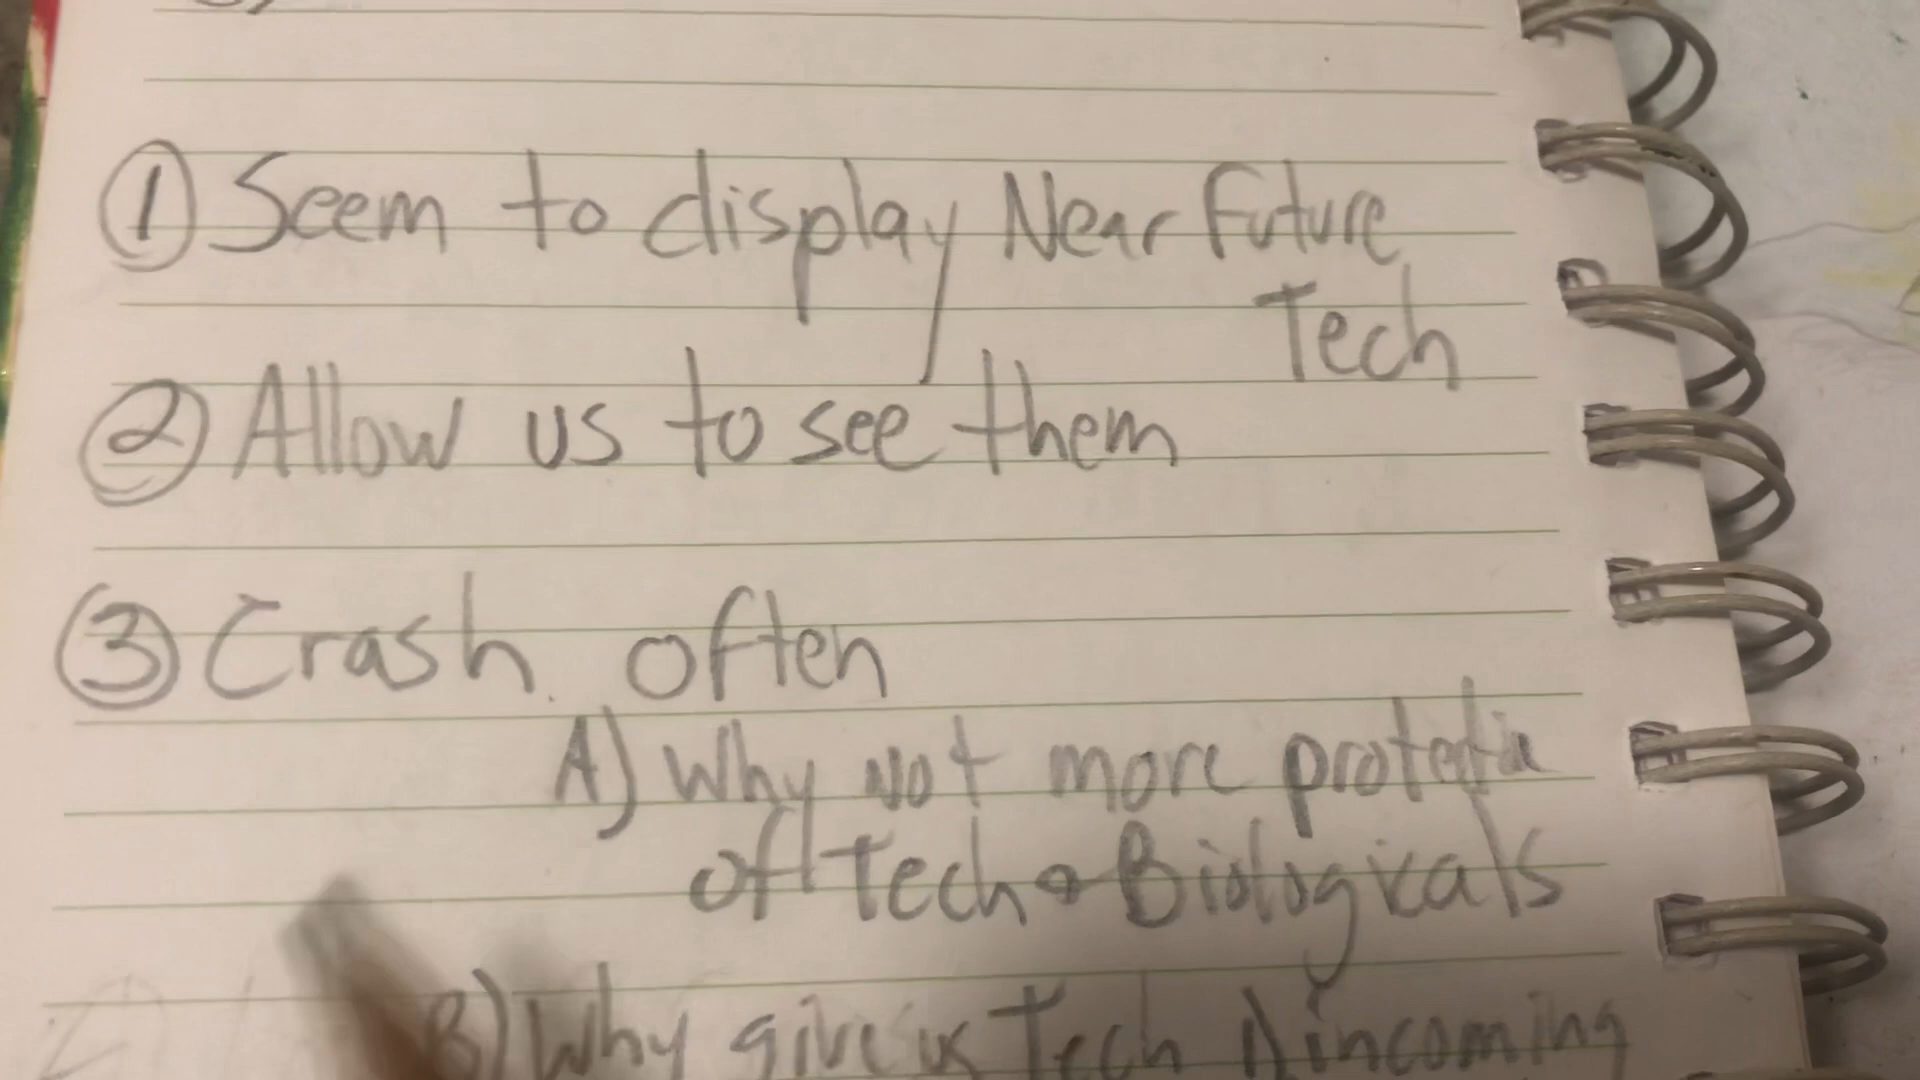 ① Seem to display Near Future
Tech
② Allow us to see them
③ Crash often
A) Why Not more
of Tech + Biologicals
B) Why give us Tech